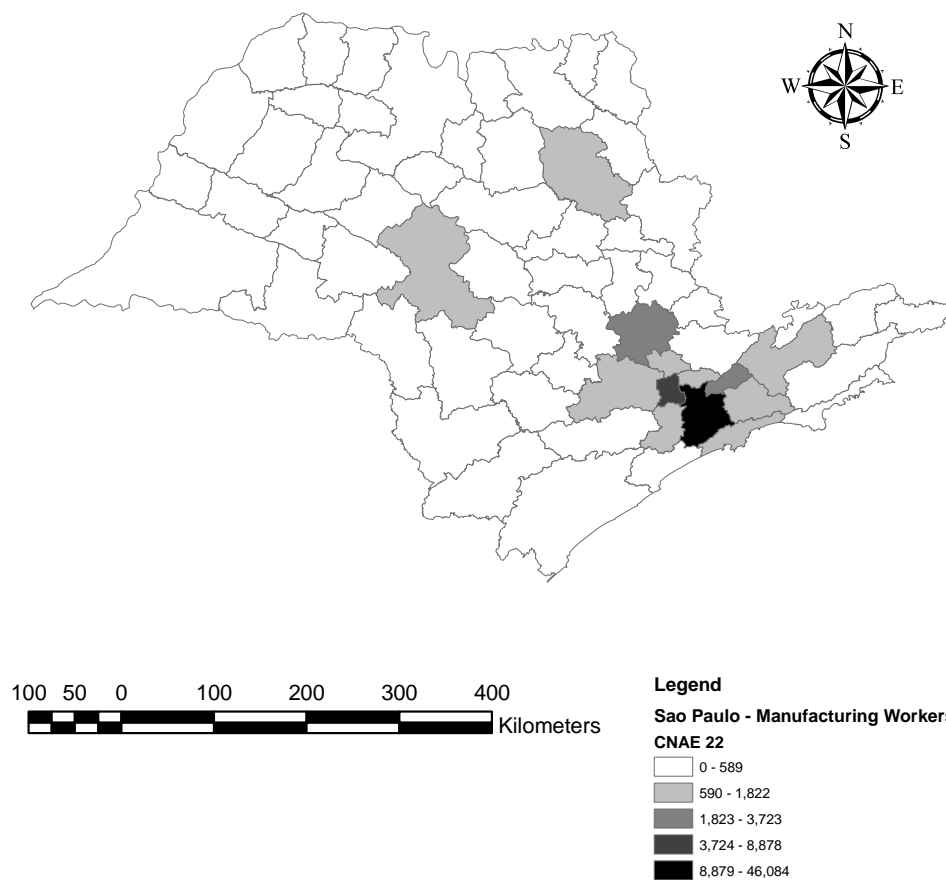 N
W E
S
100 50 0 100 200 300 400
Kilometers
Legend
Sao Paulo - Manufacturing Workers
CNAE 22
0 - 589
590 - 1,822
1,823 - 3,723
3,724 - 8,878
8,879 - 46,084